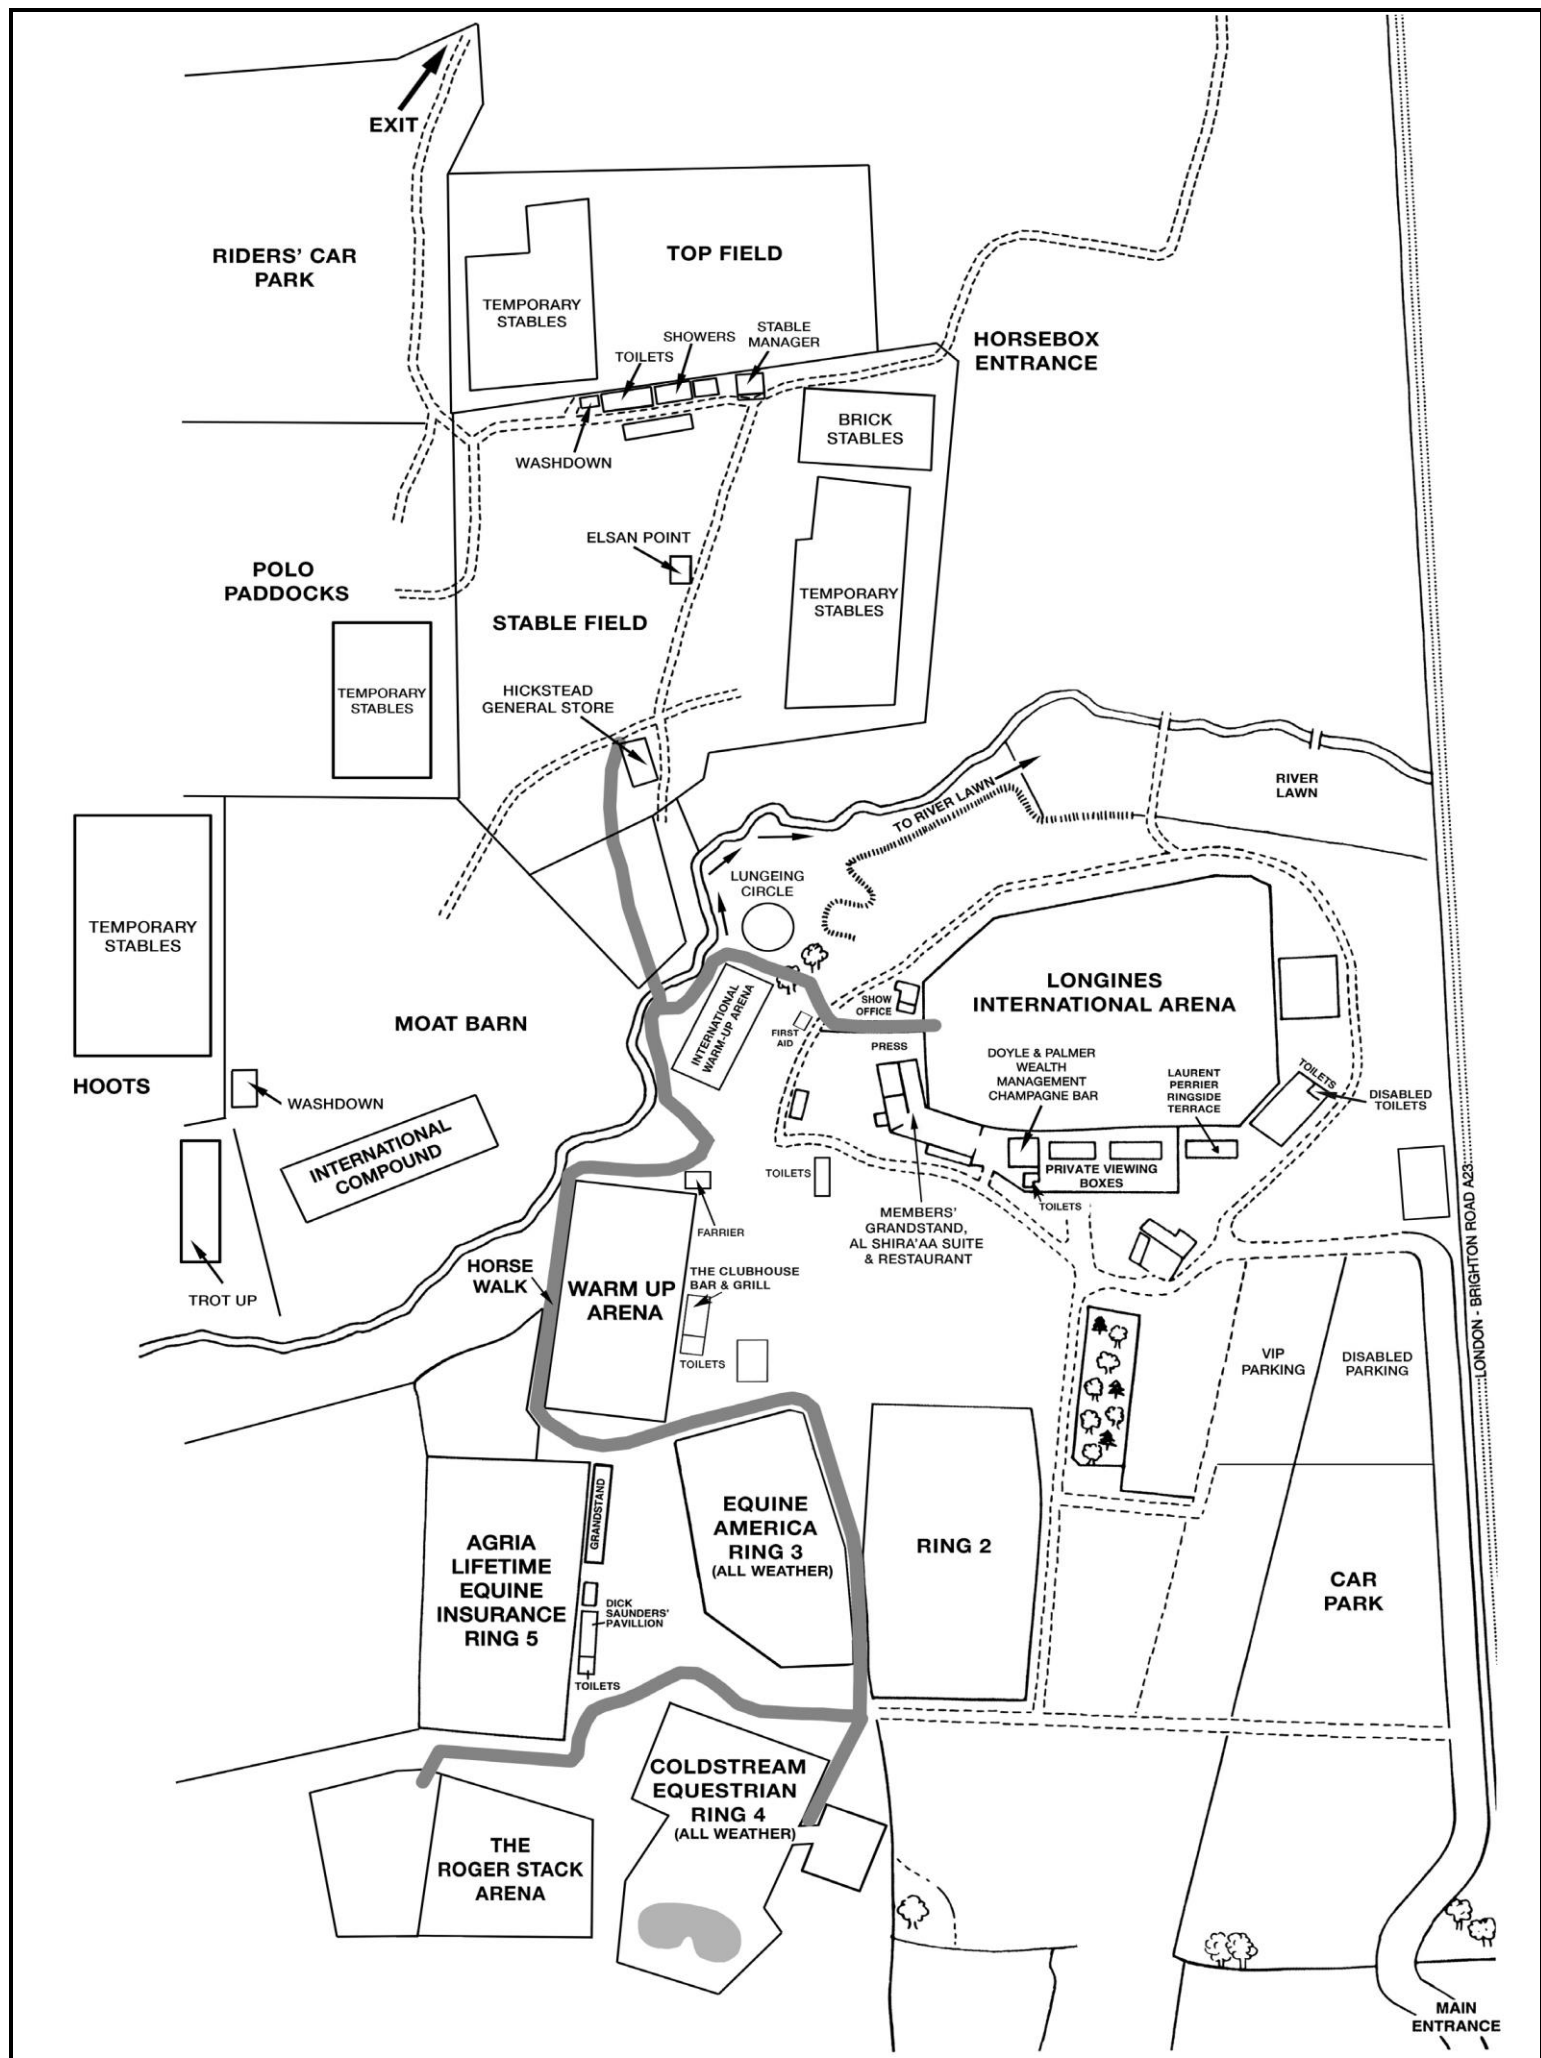 EXIT
RIDERS' CAR
PARK
TOP FIELD
TEMPORARY
STABLES
TOILETS
SHOWERS
STABLE
MANAGER
HORSEBOX
ENTRANCE
WASHDOWN
BRICK
STABLES
ELSAN POINT
POLO
PADDOCKS
STABLE FIELD
TEMPORARY
STABLES
TEMPORARY
STABLES
HICKSTEAD
GENERAL STORE
TO RIVER LAWN
RIVER
LAWN
LUNGEING
CIRCLE
TEMPORARY
STABLES
HOOTS
MOAT BARN
INTERNATIONAL
WARM-UP ARENA
SHOW
OFFICE
FIRST
AID
PRESS
LONGINES
INTERNATIONAL ARENA
DOYLE & PALMER
WEALTH
MANAGEMENT
CHAMPAGNE BAR
LAURENT
PERRIER
RINGSIDE
TERRACE
TOILETS
DISABLED
TOILETS
WASHDOWN
INTERNATIONAL
COMPOUND
TROT UP
TOILETS
PRIVATE VIEWING
BOXES
TOILETS
MEMBERS'
GRANDSTAND,
AL SHIRA'AA SUITE
& RESTAURANT
FARRIER
HORSE
WALK
WARM UP
ARENA
THE CLUBHOUSE
BAR & GRILL
TOILETS
LONDON - BRIGHTON ROAD A23
VIP
PARKING
DISABLED
PARKING
GRANDSTAND
AGRIA
LIFETIME
EQUINE
INSURANCE
RING 5
DICK
SAUNDERS'
PAVILLION
TOILETS
EQUINE
AMERICA
RING 3
(ALL WEATHER)
RING 2
CAR
PARK
COLDSTREAM
EQUESTRIAN
RING 4
(ALL WEATHER)
THE
ROGER STACK
ARENA
MAIN
ENTRANCE